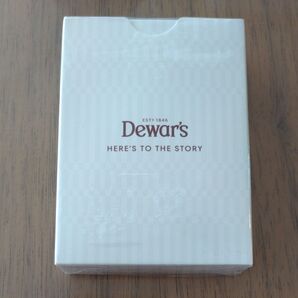 ESTD 1846
Dewar's
HERE'S TO THE STORY